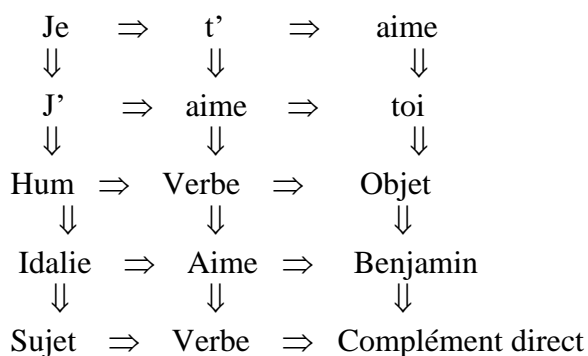 Je ⇒ t’ ⇒ aime
⇓ ⇓ ⇓
J’ ⇒ aime ⇒ toi
⇓ ⇓ ⇓
Hum ⇒ Verbe ⇒ Objet
⇓ ⇓ ⇓
Idalie ⇒ Aime ⇒ Benjamin
⇓ ⇓ ⇓
Sujet ⇒ Verbe ⇒ Complément direct